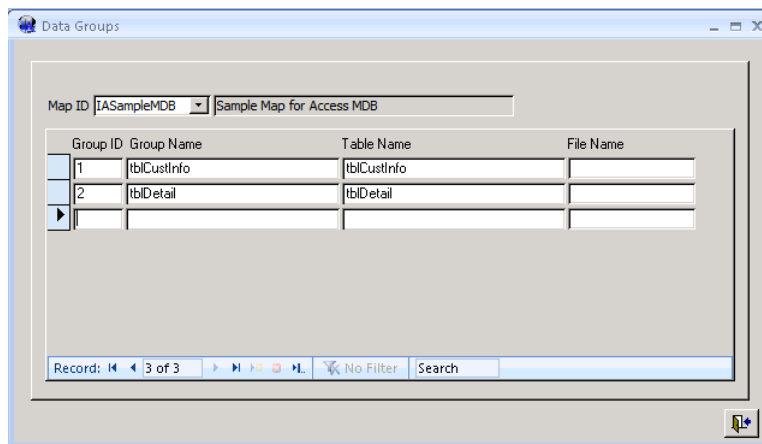 Data Groups
Map ID IASampleMDB Sample Map for Access MDB
Group ID Group Name Table Name File Name
1 tblCustInfo tblCustInfo
2 tblDetail tblDetail
Record: 3 of 3 No Filter Search